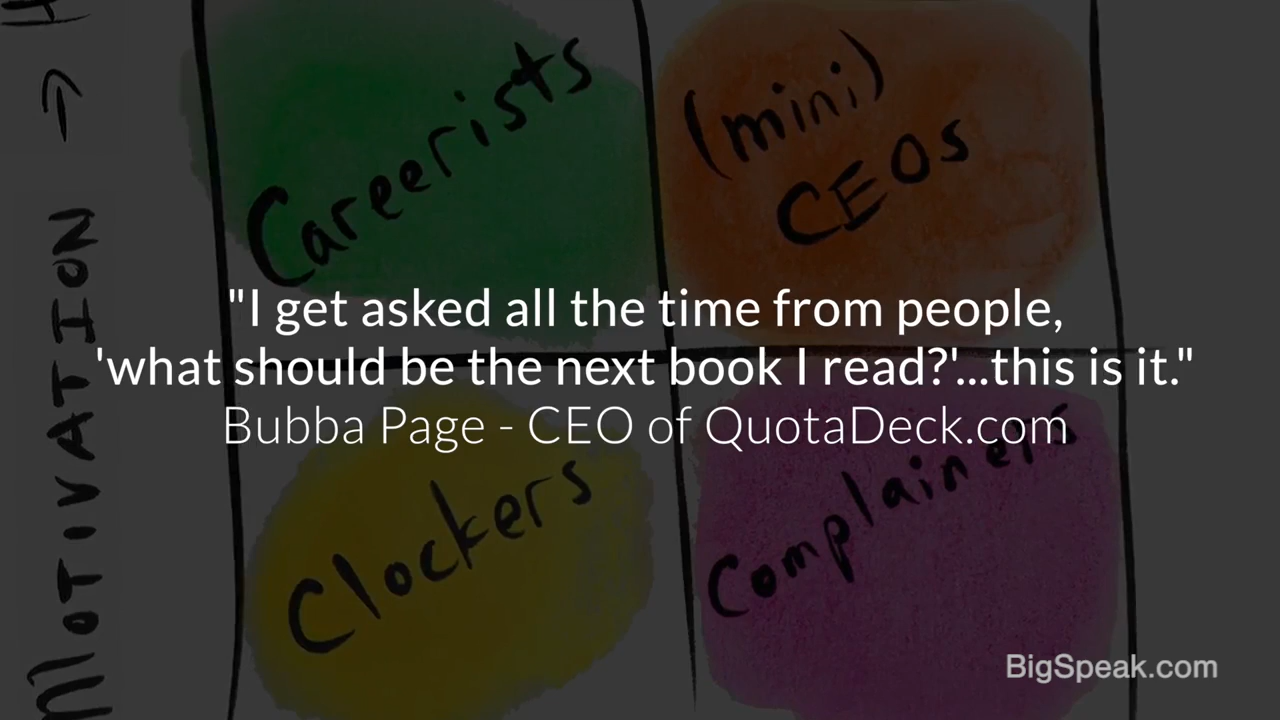 MOTIVATION →
Careerists
(mini)
CEOs
"I get asked all the time from people,
'what should be the next book I read?'...this is it."
Bubba Page - CEO of QuotaDeck.com
Clockers
Complainers
BigSpeak.com